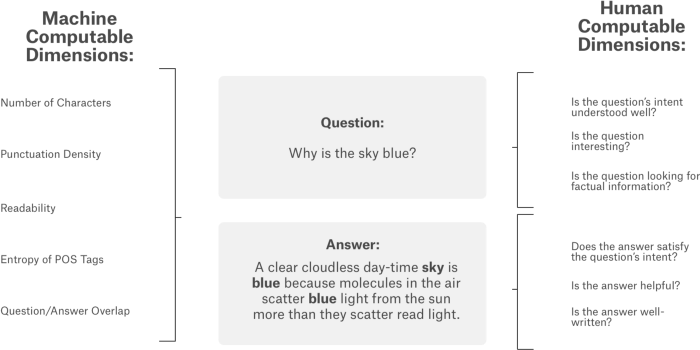 Machine
Computable
Dimensions:
Number of Characters
Punctuation Density
Readability
Entropy of POS Tags
Question/Answer Overlap
Question:
Why is the sky blue?
Answer:
A clear cloudless day-time sky is
blue because molecules in the air
scatter blue light from the sun
more than they scatter read light.
Human
Computable
Dimensions:
Is the question's intent
understood well?
Is the question
interesting?
Is the question looking for
factual information?
Does the answer satisfy
the question's intent?
Is the answer helpful?
Is the answer well-
written?